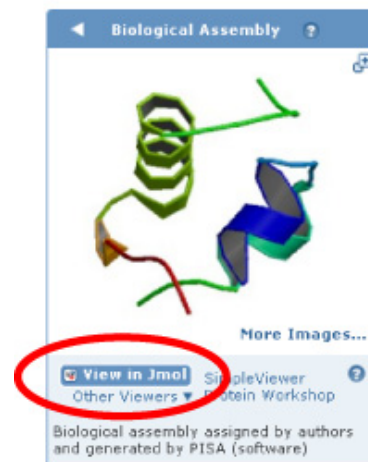 Biological Assembly ?
More Images...
View in Jmol SimpleViewer ?
Other Viewers ▼ Protein Workshop
Biological assembly assigned by authors
and generated by PISA (software)